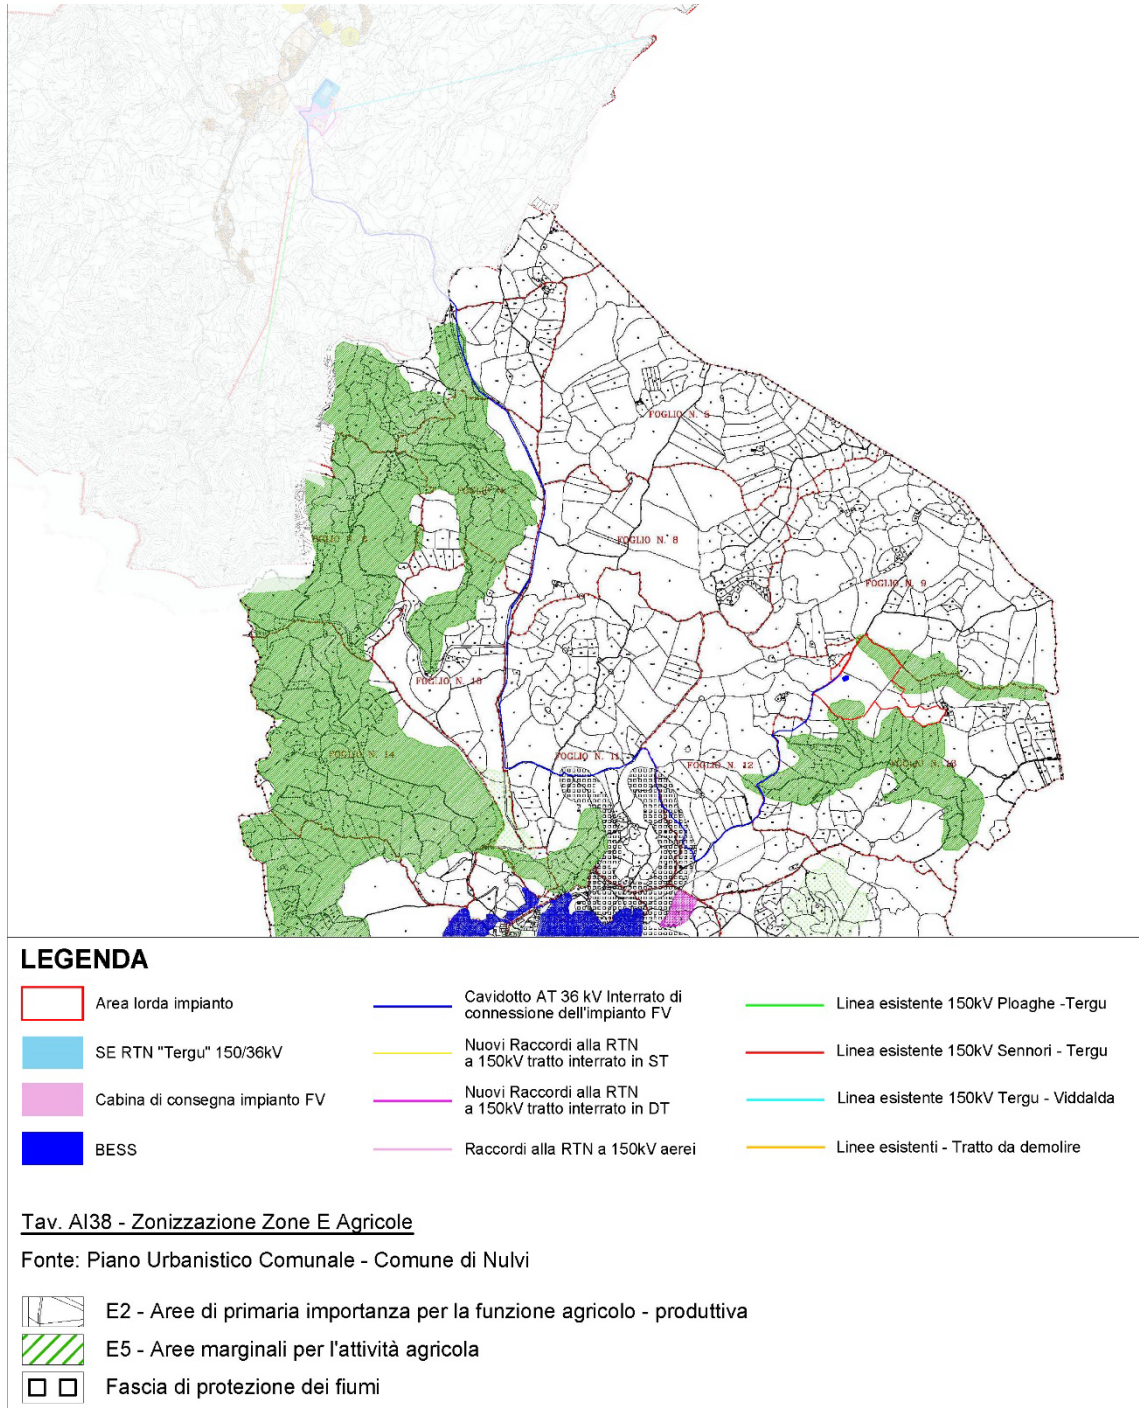 FOGLIO N. 5
FOGLIO N. 8
FOGLIO N. 9
FOGLIO N. 14
FOGLIO N. 11
FOGLIO N. 12
LEGENDA
Area lorda impianto
SE RTN "Tergu" 150/36kV
Cabina di consegna impianto FV
BESS
Cavidotto AT 36 kV Interrato di
connessione dell'impianto FV
Nuovi Raccordi alla RTN
a 150kV tratto interrato in ST
Nuovi Raccordi alla RTN
a 150kV tratto interrato in DT
Raccordi alla RTN a 150kV aerei
Linea esistente 150kV Ploaghe -Tergu
Linea esistente 150kV Sennori - Tergu
Linea esistente 150kV Tergu - Viddalda
Linee esistenti - Tratto da demolire
Tav. AI38 - Zonizzazione Zone E Agricole
Fonte: Piano Urbanistico Comunale - Comune di Nulvi
E2 - Aree di primaria importanza per la funzione agricolo - produttiva
E5 - Aree marginali per l'attività agricola
Fascia di protezione dei fiumi